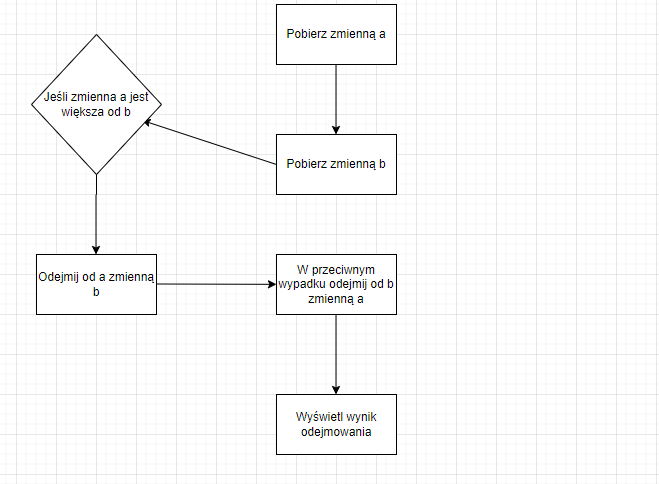 Pobierz zmienną a
Jeśli zmienna a jest
większa od b
Pobierz zmienną b
Odejmij od a zmienną
b
W przeciwnym
wypadku odejmij od b
zmienną a
Wyświetl wynik
odejmowania